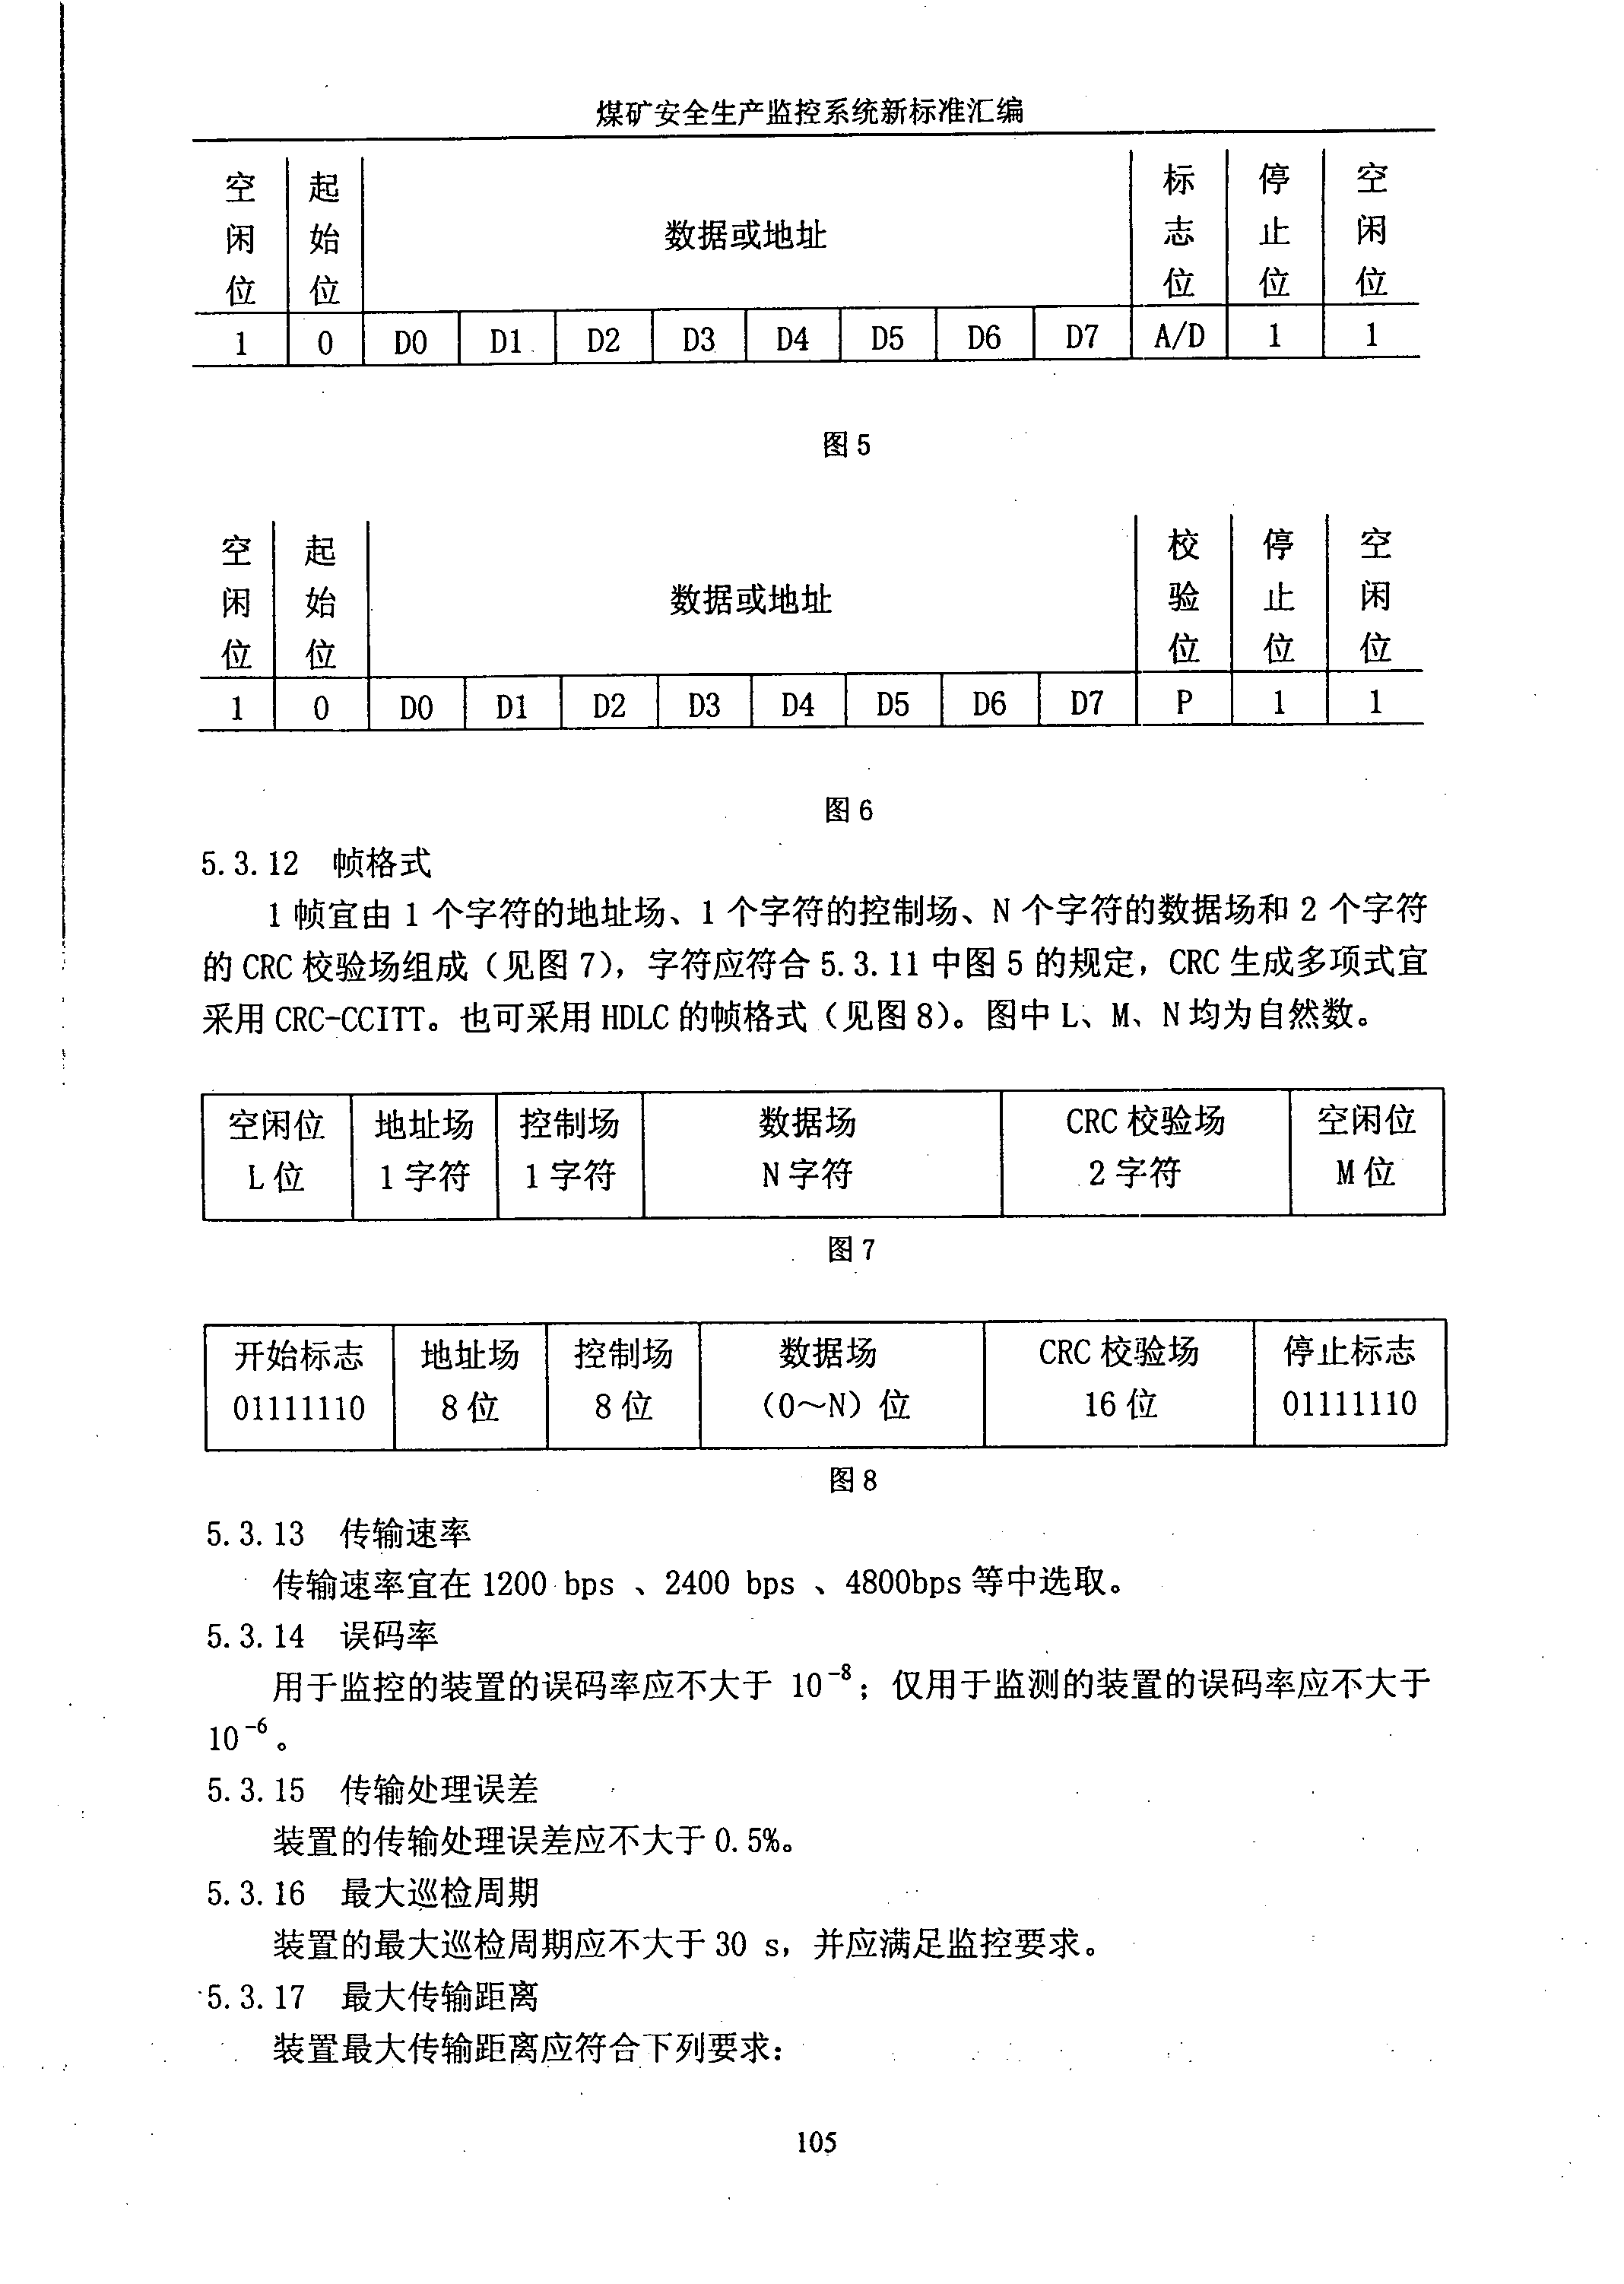 煤矿安全生产监控系统新标准汇编
空闲位 起始位 数据或地址 标志位 停止位 空闲位
1 0 D0 D1 D2 D3 D4 D5 D6 D7 A/D 1 1
图 5
空闲位 起始位 数据或地址 校验位 停止位 空闲位
1 0 D0 D1 D2 D3 D4 D5 D6 D7 P 1 1
图 6
5.3.12 帧格式
1 帧宜由 1 个字符的地址场、1 个字符的控制场、N 个字符的数据场和 2 个字符
的 CRC 校验场组成（见图 7），字符应符合 5.3.11 中图 5 的规定，CRC 生成多项式宜
采用 CRC-CCITT。也可采用 HDLC 的帧格式（见图 8）。图中 L、M、N 均为自然数。
空闲位 地址场 控制场 数据场 CRC 校验场 空闲位
L 位 1 字符 1 字符 N 字符 2 字符 M 位
图 7
开始标志 地址场 控制场 数据场 CRC 校验场 停止标志
01111110 8 位 8 位 (0～N) 位 16 位 01111110
图 8
5.3.13 传输速率
传输速率宜在 1200 bps 、2400 bps 、4800bps 等中选取。
5.3.14 误码率
用于监控的装置的误码率应不大于 10⁻⁸；仅用于监测的装置的误码率应不大于
10⁻⁶。
5.3.15 传输处理误差
装置的传输处理误差应不大于 0.5%。
5.3.16 最大巡检周期
装置的最大巡检周期应不大于 30 s，并应满足监控要求。
5.3.17 最大传输距离
装置最大传输距离应符合下列要求：
105